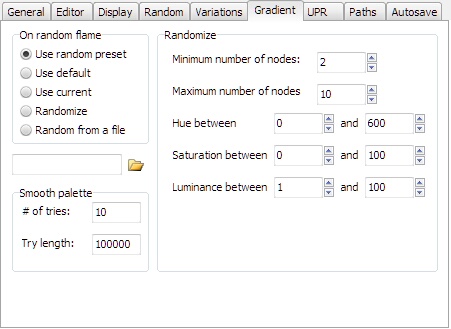 General Editor Display Random Variations Gradient UPR Paths Autosave
On random flame
Use random preset
Use default
Use current
Randomize
Random from a file
Smooth palette
# of tries: 10
Try length: 100000
Randomize
Minimum number of nodes: 2
Maximum number of nodes 10
Hue between 0 and 600
Saturation between 0 and 100
Luminance between 1 and 100